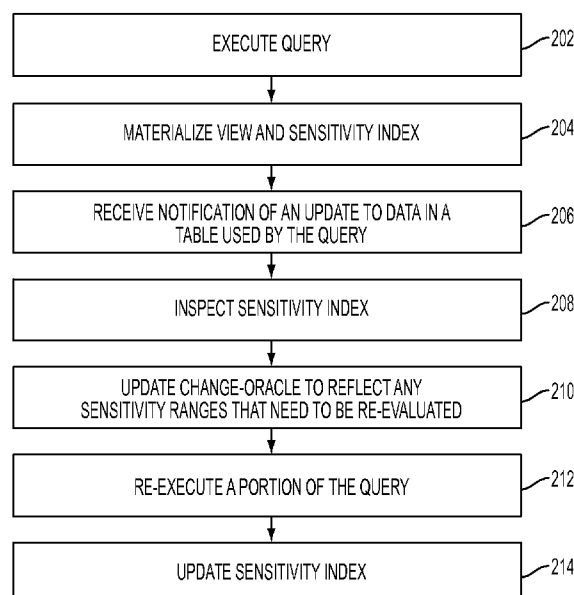 EXECUTE QUERY
202
MATERIALIZE VIEW AND SENSITIVITY INDEX
204
RECEIVE NOTIFICATION OF AN UPDATE TO DATA IN A
TABLE USED BY THE QUERY
206
INSPECT SENSITIVITY INDEX
208
UPDATE CHANGE-ORACLE TO REFLECT ANY
SENSITIVITY RANGES THAT NEED TO BE RE-EVALUATED
210
RE-EXECUTE A PORTION OF THE QUERY
212
UPDATE SENSITIVITY INDEX
214